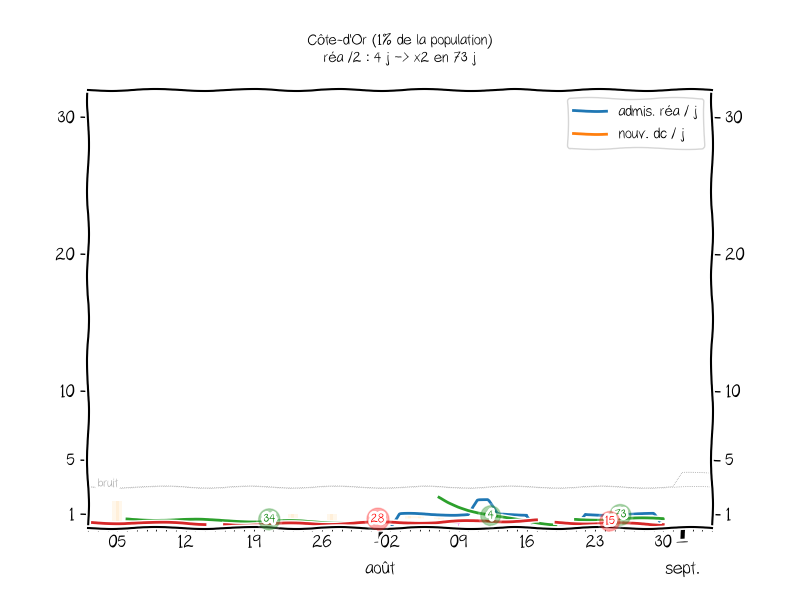 Côte-d'Or (1% de la population)
réa /2 : 4 j -> x2 en 73 j
admis. réa / j
nouv. dc / j
30
30
20
20
10
10
5
5
bruit
1
1
34
28
4
15
73
05 12 19 26 02 09 16 23 30
août
sept.